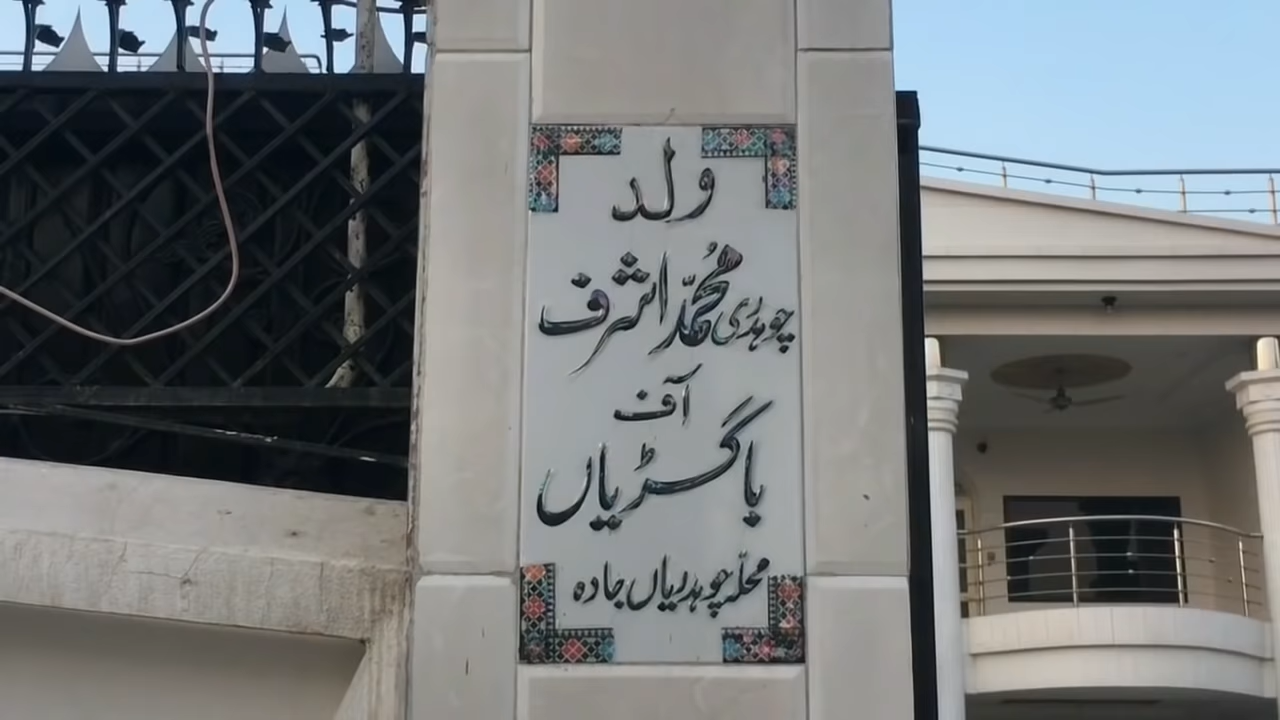 ولد
چوہدری محمد اشرف
آف
باگڑیاں
محلہ چوہدریاں جادہ